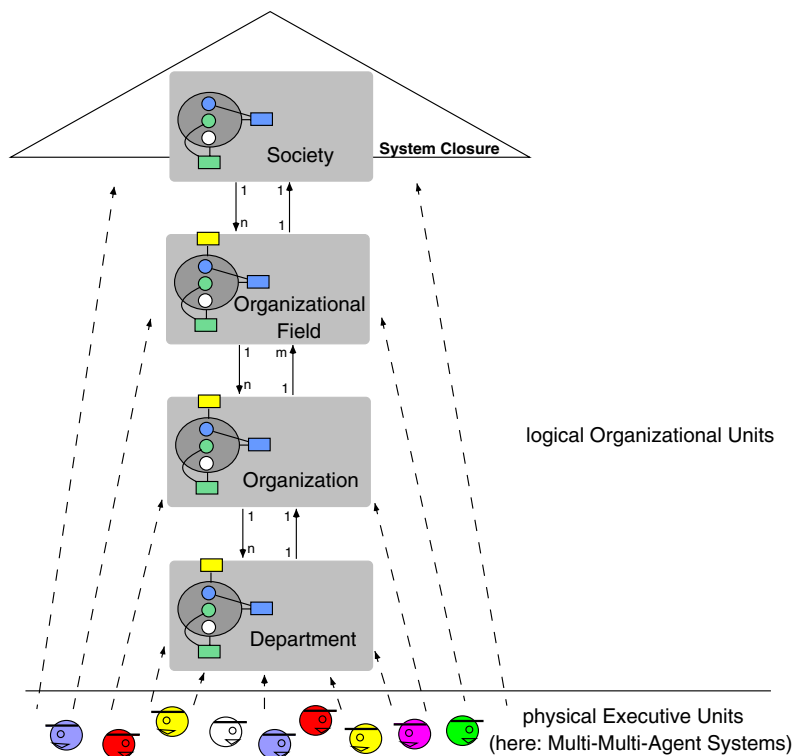 Society
System Closure
1 1
n 1
Organizational
Field
1 m
n 1
Organization
1 1
n 1
Department
logical Organizational Units
physical Executive Units
(here: Multi-Multi-Agent Systems)